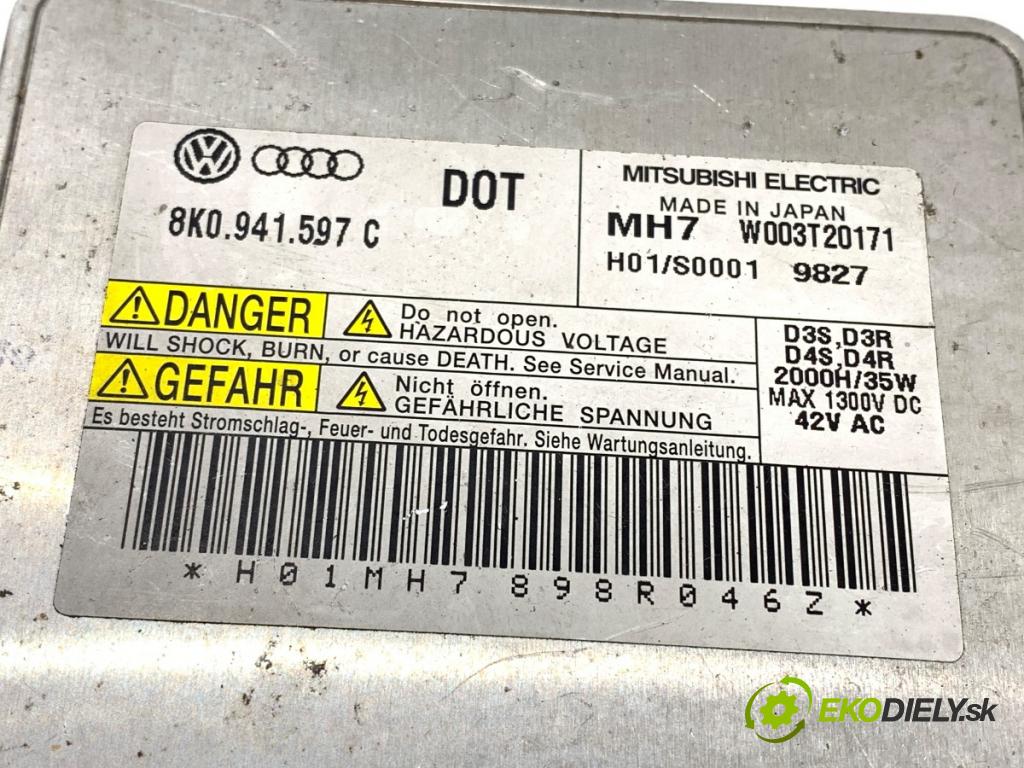 8K0.941.597 C
DOT
MITSUBISHI ELECTRIC
MADE IN JAPAN
MH7 W003T20171
H01/S0001 9827
DANGER
Do not open.
HAZARDOUS VOLTAGE
WILL SHOCK, BURN, or cause DEATH. See Service Manual.
GEFAHR
Nicht öffnen.
GEFÄHRLICHE SPANNUNG
Es besteht Stromschlag-, Feuer- und Todesgefahr. Siehe Wartungsanleitung.
D3S,D3R
D4S,D4R
2000H/35W
MAX 1300V DC
42V AC
*H01MH7898R046Z*
EKODIELY.sk